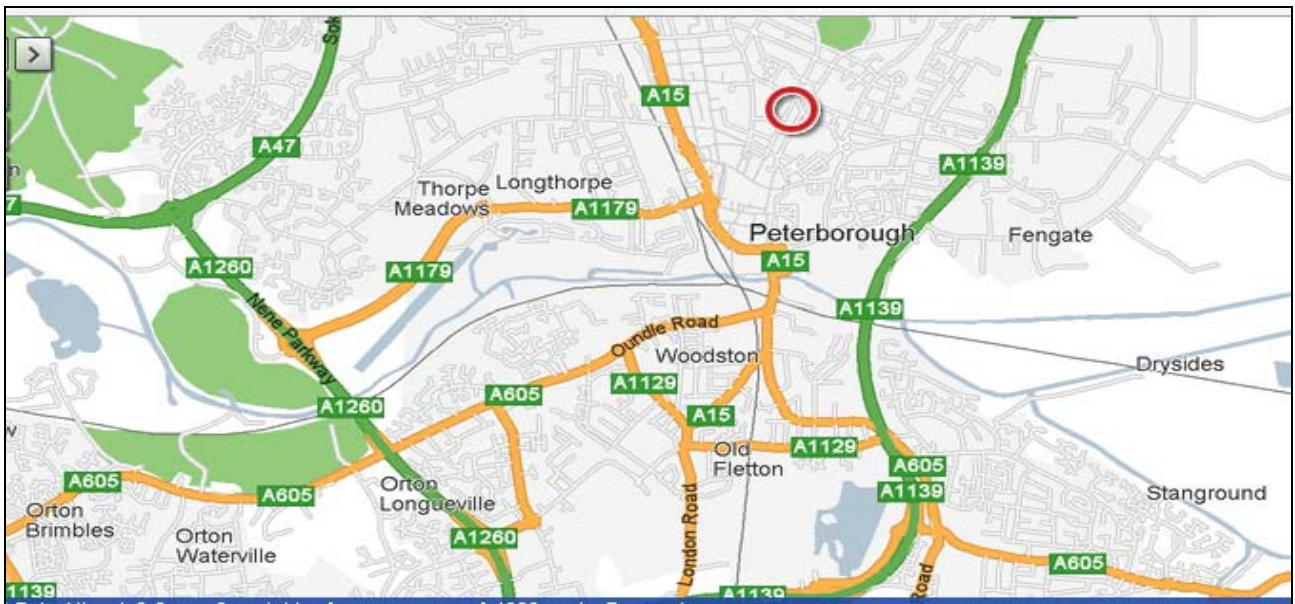 >
Sok
A15
A47
A1139
Thorpe
Meadows
Longthorpe
A1179
7
Peterborough
Fengate
A15
A1260
A1179
Nene Parkway
A1139
Oundle Road
Woodston
Drysides
A1129
A605
A1260
A15
Old
Fletton
A1129
A605
A1139
A605
A605
Orton
Longueville
Stanground
Orton
Brimbles
Orton
Waterville
A1260
London Road
A605
Road
1139
A1139